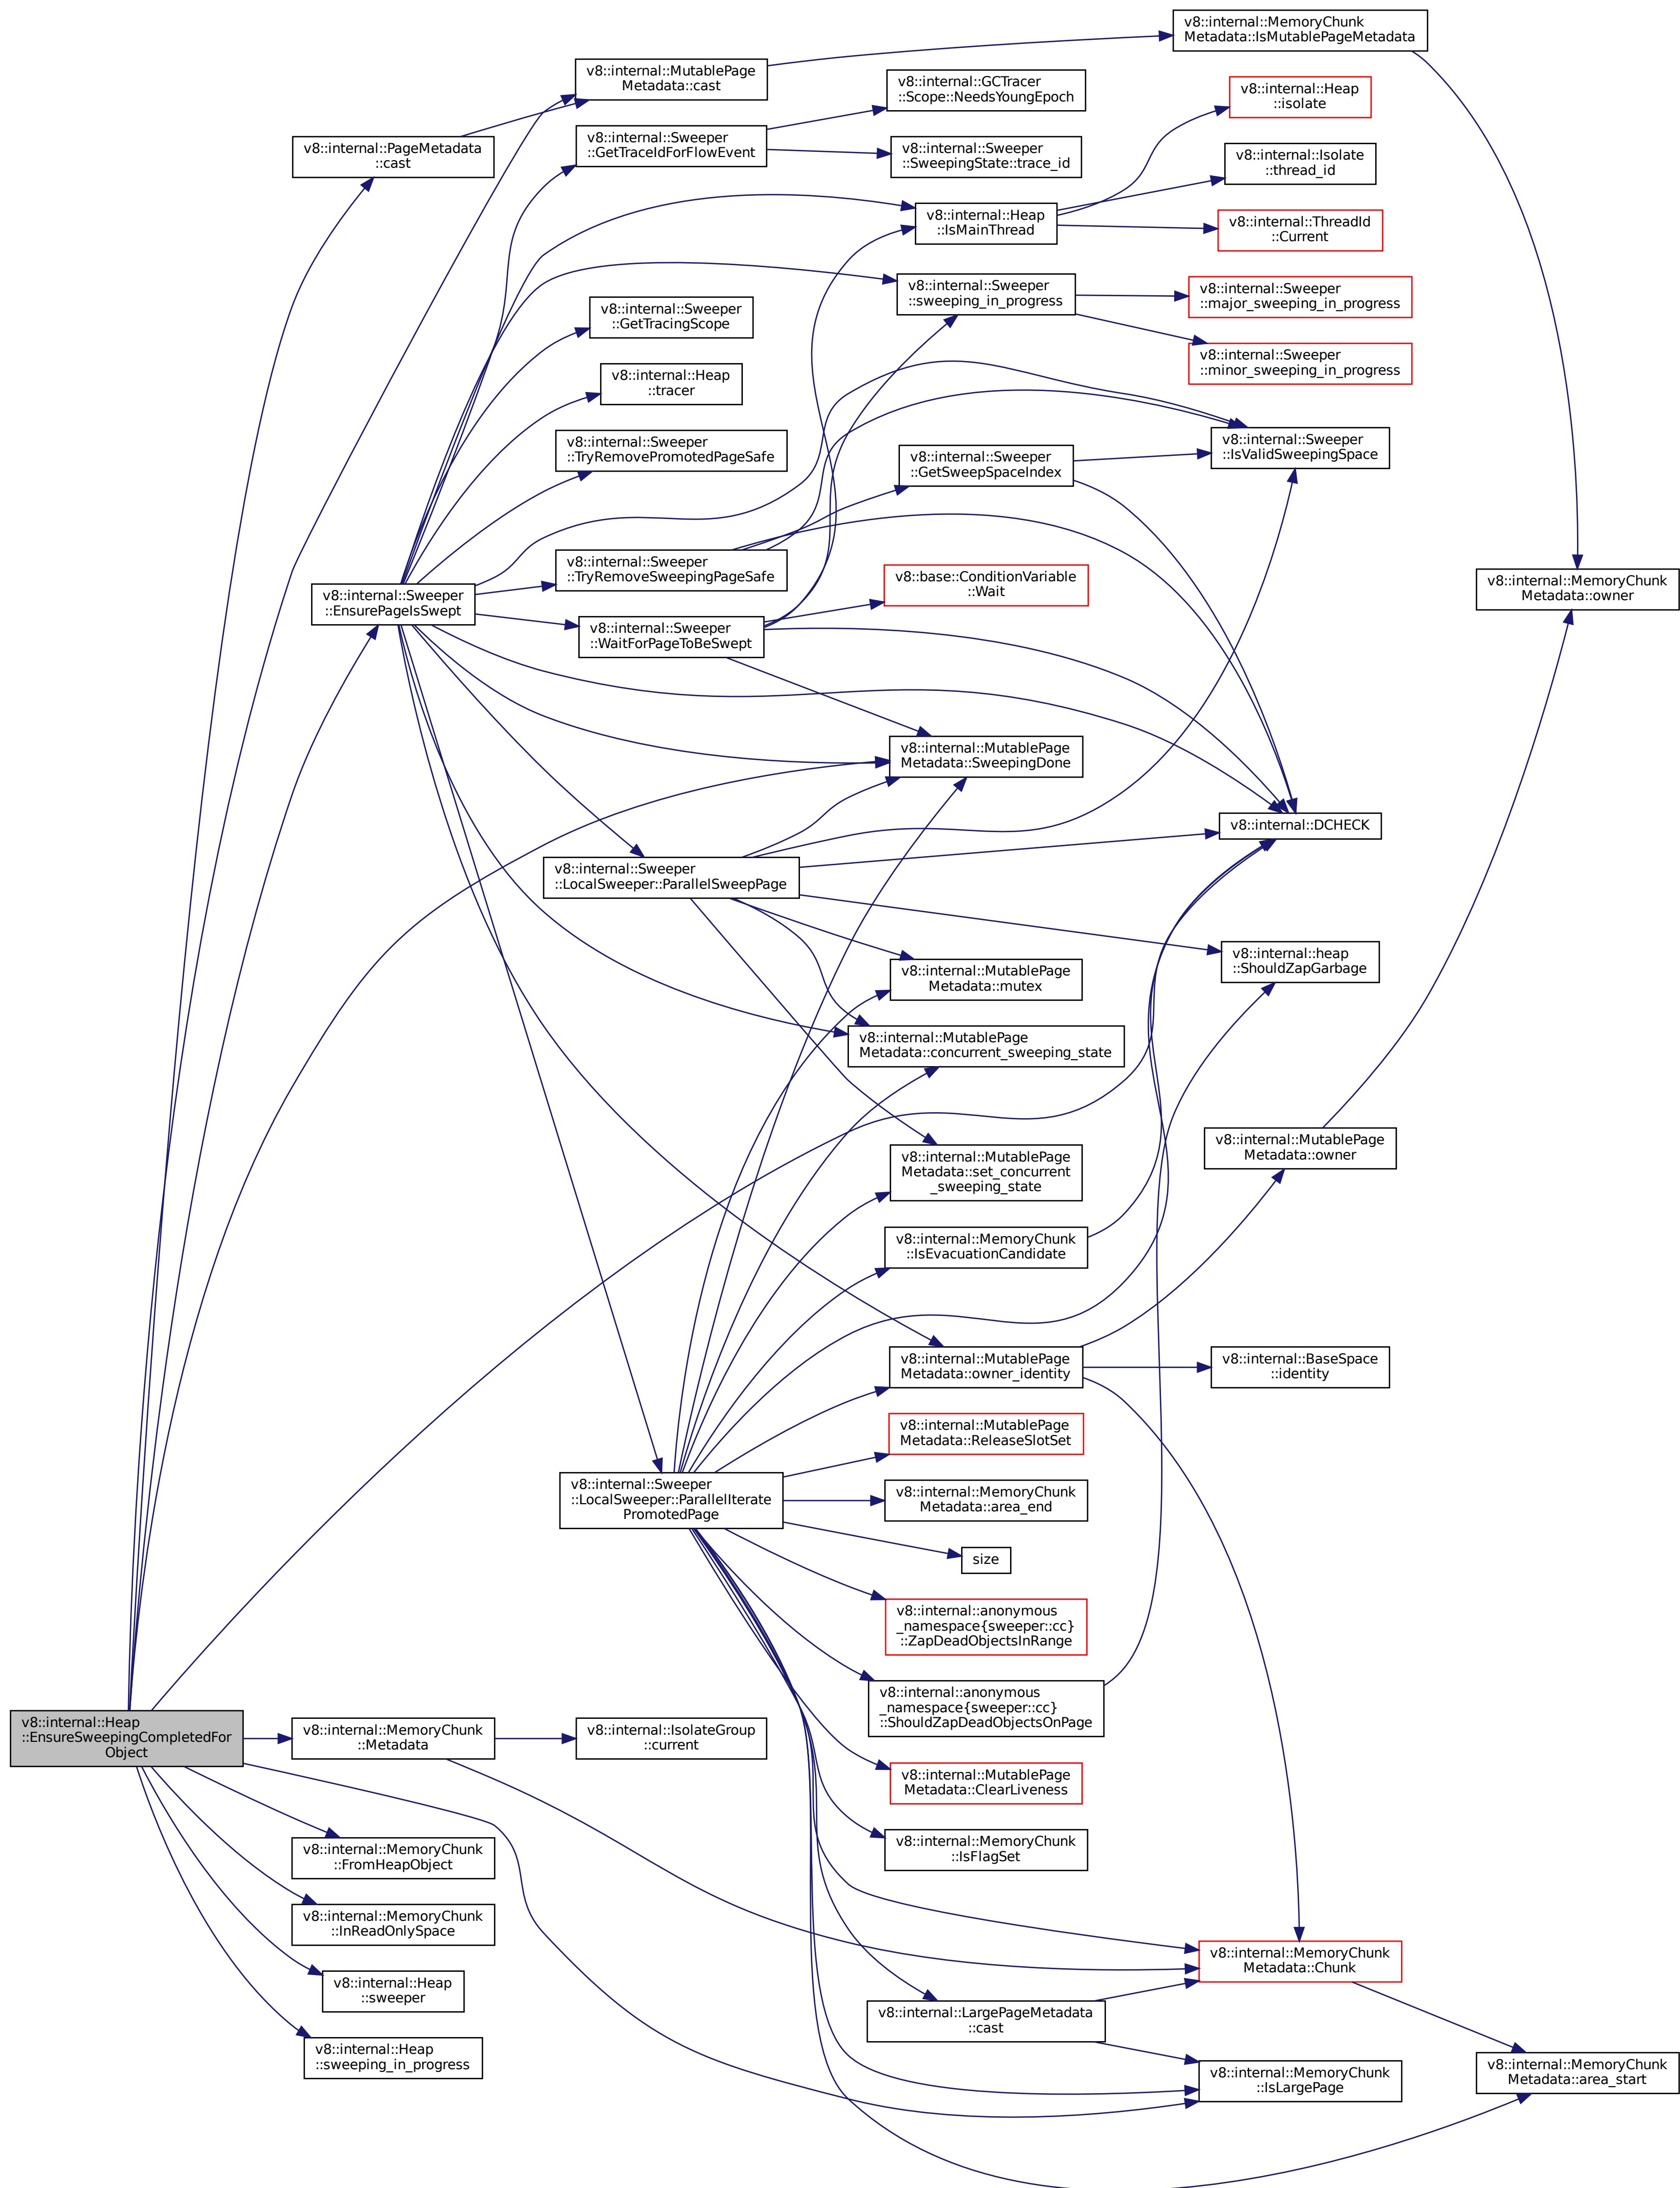 v8::internal::MemoryChunk
Metadata::IsMutablePageMetadata
v8::internal::MutablePage
Metadata::cast
v8::internal::GCTracer
::Scope::NeedsYoungEpoch
v8::internal::Heap
::isolate
v8::internal::PageMetadata
::cast
v8::internal::Sweeper
::GetTraceIdForFlowEvent
v8::internal::Sweeper
::SweepingState::trace_id
v8::internal::Isolate
::thread_id
v8::internal::Heap
::IsMainThread
v8::internal::ThreadId
::Current
v8::internal::Sweeper
::sweeping_in_progress
v8::internal::Sweeper
::major_sweeping_in_progress
v8::internal::Sweeper
::GetTracingScope
v8::internal::Sweeper
::minor_sweeping_in_progress
v8::internal::Heap
::tracer
v8::internal::Sweeper
::TryRemovePromotedPageSafe
v8::internal::Sweeper
::GetSweepSpaceIndex
v8::internal::Sweeper
::IsValidSweepingSpace
v8::internal::Sweeper
::TryRemoveSweepingPageSafe
v8::base::ConditionVariable
::Wait
v8::internal::MemoryChunk
Metadata::owner
v8::internal::Sweeper
::EnsurePageIsSwept
v8::internal::Sweeper
::WaitForPageToBeSwept
v8::internal::MutablePage
Metadata::SweepingDone
v8::internal::DCHECK
v8::internal::Sweeper
::LocalSweeper::ParallelSweepPage
v8::internal::heap
::ShouldZapGarbage
v8::internal::MutablePage
Metadata::mutex
v8::internal::MutablePage
Metadata::concurrent_sweeping_state
v8::internal::MutablePage
Metadata::owner
v8::internal::MutablePage
Metadata::set_concurrent
_sweeping_state
v8::internal::MemoryChunk
::IsEvacuationCandidate
v8::internal::MutablePage
Metadata::owner_identity
v8::internal::BaseSpace
::identity
v8::internal::MutablePage
Metadata::ReleaseSlotSet
v8::internal::Sweeper
::LocalSweeper::ParallelIterate
PromotedPage
v8::internal::MemoryChunk
Metadata::area_end
size
v8::internal::anonymous
_namespace{sweeper::cc}
::ZapDeadObjectsInRange
v8::internal::anonymous
_namespace{sweeper::cc}
::ShouldZapDeadObjectsOnPage
v8::internal::Heap
::EnsureSweepingCompletedFor
Object
v8::internal::MemoryChunk
::Metadata
v8::internal::IsolateGroup
::current
v8::internal::MutablePage
Metadata::ClearLiveness
v8::internal::MemoryChunk
::FromHeapObject
v8::internal::MemoryChunk
::IsFlagSet
v8::internal::MemoryChunk
::InReadOnlySpace
v8::internal::MemoryChunk
Metadata::Chunk
v8::internal::Heap
::sweeper
v8::internal::LargePageMetadata
::cast
v8::internal::Heap
::sweeping_in_progress
v8::internal::MemoryChunk
::IsLargePage
v8::internal::MemoryChunk
Metadata::area_start